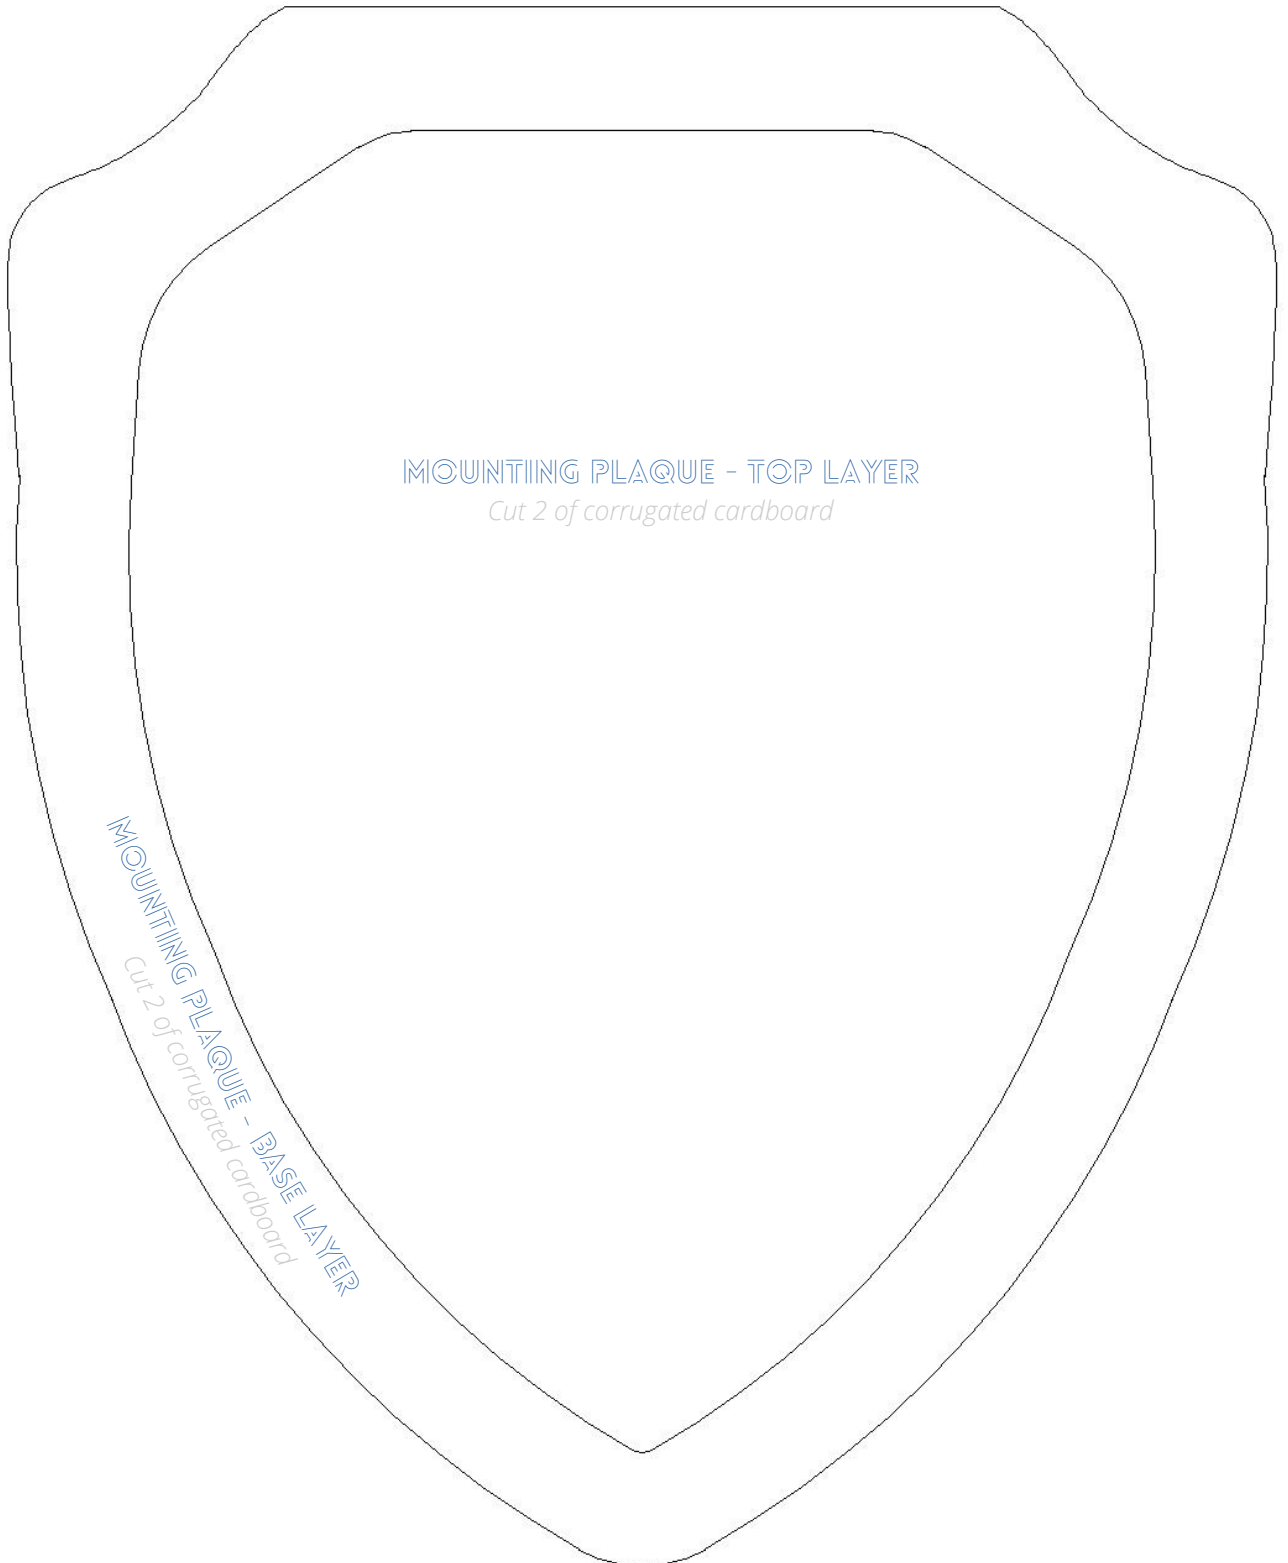 MOUNTING PLAQUE - TOP LAYER
Cut 2 of corrugated cardboard
MOUNTING PLAQUE - BASE LAYER
Cut 2 of corrugated cardboard